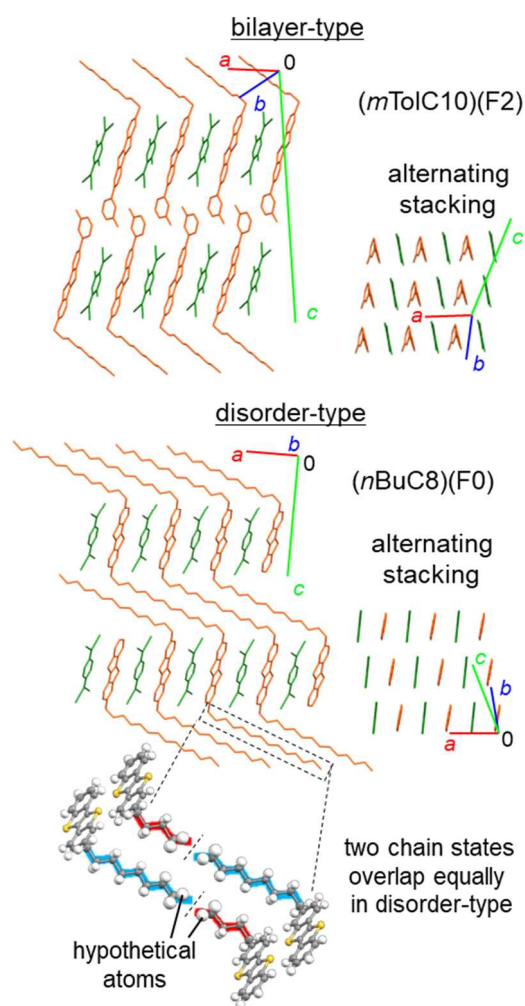 bilayer-type
a
0
b
c
(mTolC10)(F2)
alternating
stacking
c
a
b
disorder-type
a
b
0
c
(nBuC8)(F0)
alternating
stacking
c
b
a
0
two chain states
overlap equally
in disorder-type
hypothetical
atoms